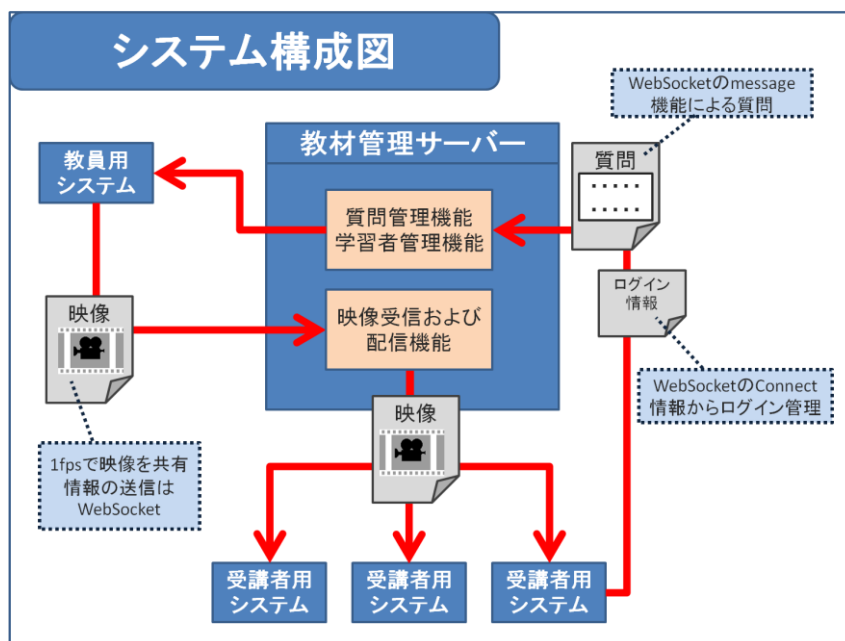 システム構成図
WebSocketのmessage
機能による質問
教材管理サーバー
教員用
システム
質問
質問管理機能
学習者管理機能
ログイン
情報
映像
映像受信および
配信機能
WebSocketのConnect
情報からログイン管理
映像
1fpsで映像を共有
情報の送信は
WebSocket
受講者用
システム
受講者用
システム
受講者用
システム